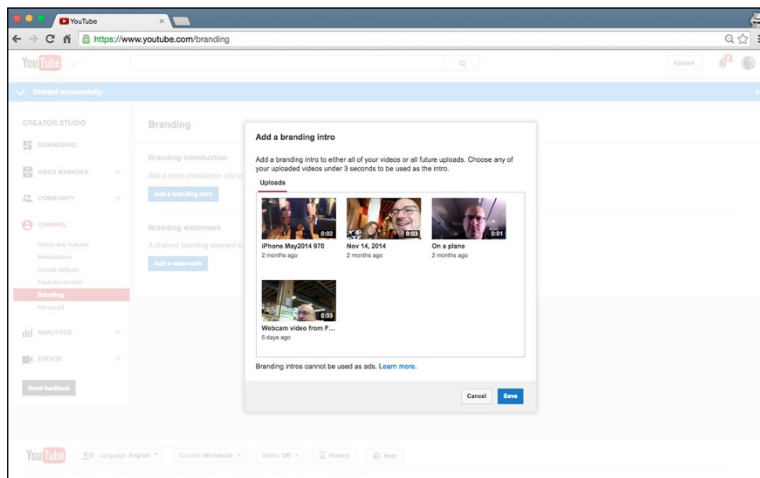 YouTube
https://www.youtube.com/branding
YouTube
Upload
2
Deleted successfully.
CREATOR STUDIO
DASHBOARD
VIDEO MANAGER
COMMUNITY
CHANNEL
Status and features
Monetization
Upload defaults
Featured content
Branding
Advanced
ANALYTICS
CREATE
Send feedback
Branding
Branding introduction
Add a short introduction clip to
Add a branding intro
Branding watermark
A channel branding element to
Add a watermark
Add a branding intro
Add a branding intro to either all of your videos or all future uploads. Choose any of
your uploaded videos under 3 seconds to be used as the intro.
Uploads
0:02
0:03
0:01
iPhone May2014 970
Nov 14, 2014
On a plane
2 months ago
2 months ago
2 months ago
0:03
Webcam video from F...
5 days ago
Branding intros cannot be used as ads. Learn more.
Cancel
Save
YouTube
Language: English
Country: Worldwide
Safety: Off
History
Help